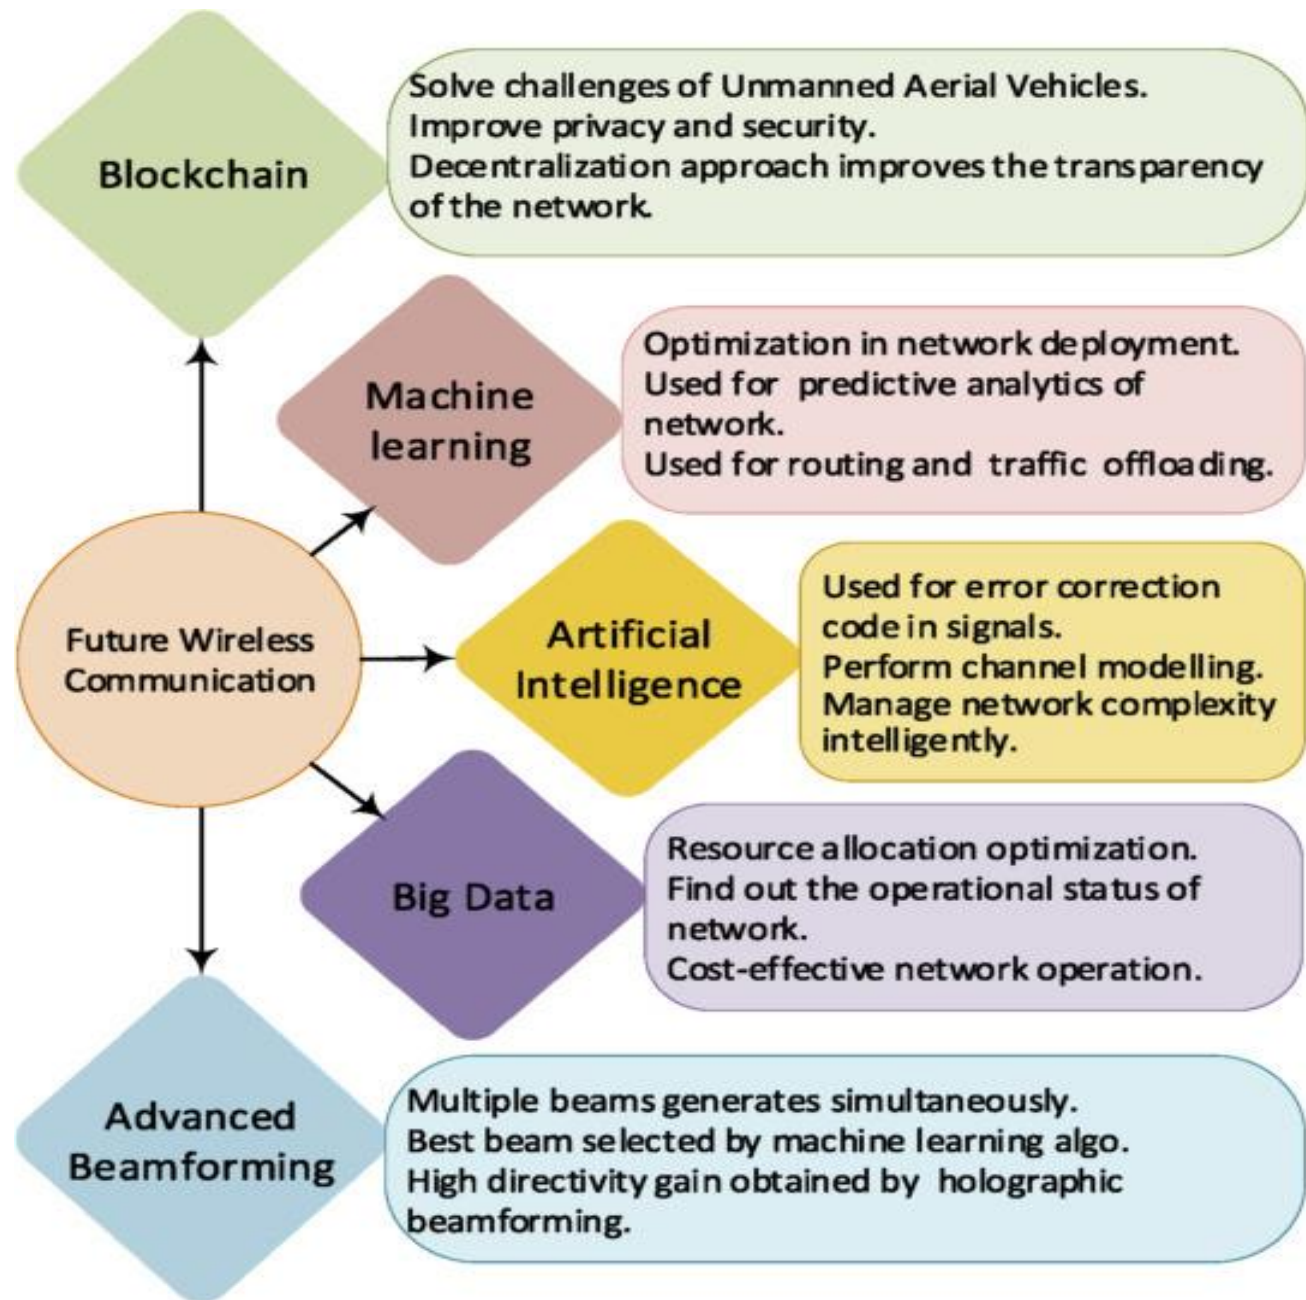 Blockchain
Solve challenges of Unmanned Aerial Vehicles.
Improve privacy and security.
Decentralization approach improves the transparency
of the network.
Machine
learning
Optimization in network deployment.
Used for predictive analytics of
network.
Used for routing and traffic offloading.
Future Wireless
Communication
Artificial
Intelligence
Used for error correction
code in signals.
Perform channel modelling.
Manage network complexity
intelligently.
Big Data
Resource allocation optimization.
Find out the operational status of
network.
Cost-effective network operation.
Advanced
Beamforming
Multiple beams generates simultaneously.
Best beam selected by machine learning algo.
High directivity gain obtained by holographic
beamforming.